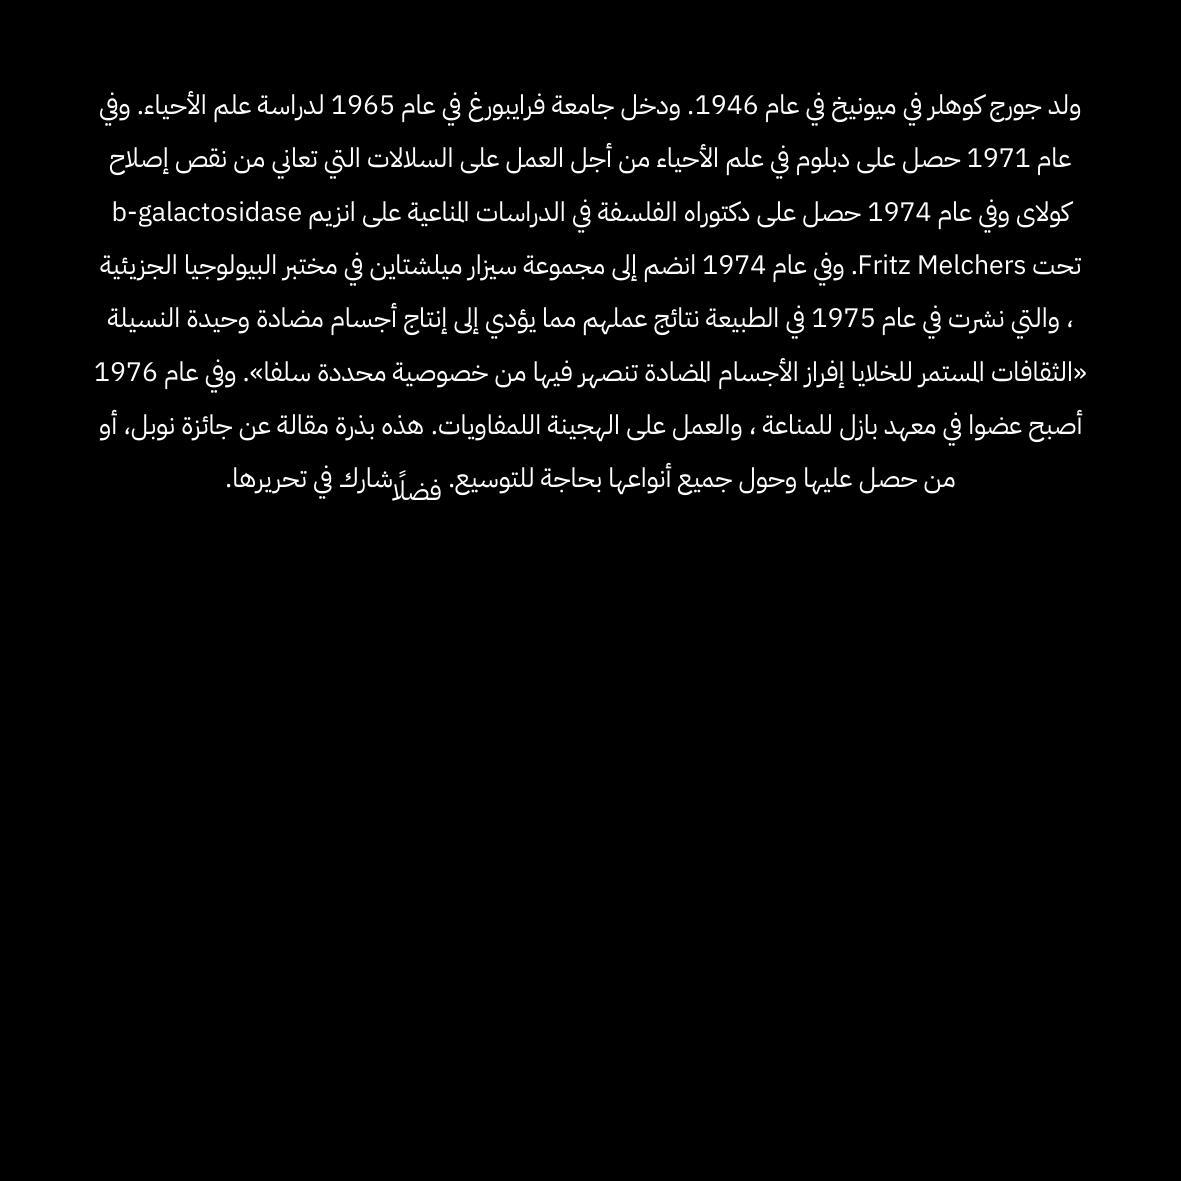 ولد جورج كوهلر في ميونيخ في عام 1946. ودخل جامعة فرايبورغ في عام 1965 لدراسة علم الأحياء. وفي
عام 1971 حصل على دبلوم في علم الأحياء من أجل العمل على السلالات التي تعاني من نقص إصلاح
كولاى وفي عام 1974 حصل على دكتوراه الفلسفة في الدراسات المناعية على انزيم b-galactosidase
تحت Fritz Melchers. وفي عام 1974 انضم إلى مجموعة سيزار ميلشتاين في مختبر البيولوجيا الجزيئية
، والتي نشرت في عام 1975 في الطبيعة نتائج عملهم مما يؤدي إلى إنتاج أجسام مضادة وحيدة النسيلة
«الثقافات المستمر للخلايا إفراز الأجسام المضادة تنصهر فيها من خصوصية محددة سلفا». وفي عام 1976
أصبح عضوا في معهد بازل للمناعة ، والعمل على الهجينة اللمفاويات. هذه بذرة مقالة عن جائزة نوبل، أو
من حصل عليها وحول جميع أنواعها بحاجة للتوسيع. فضلًا شارك في تحريرها.